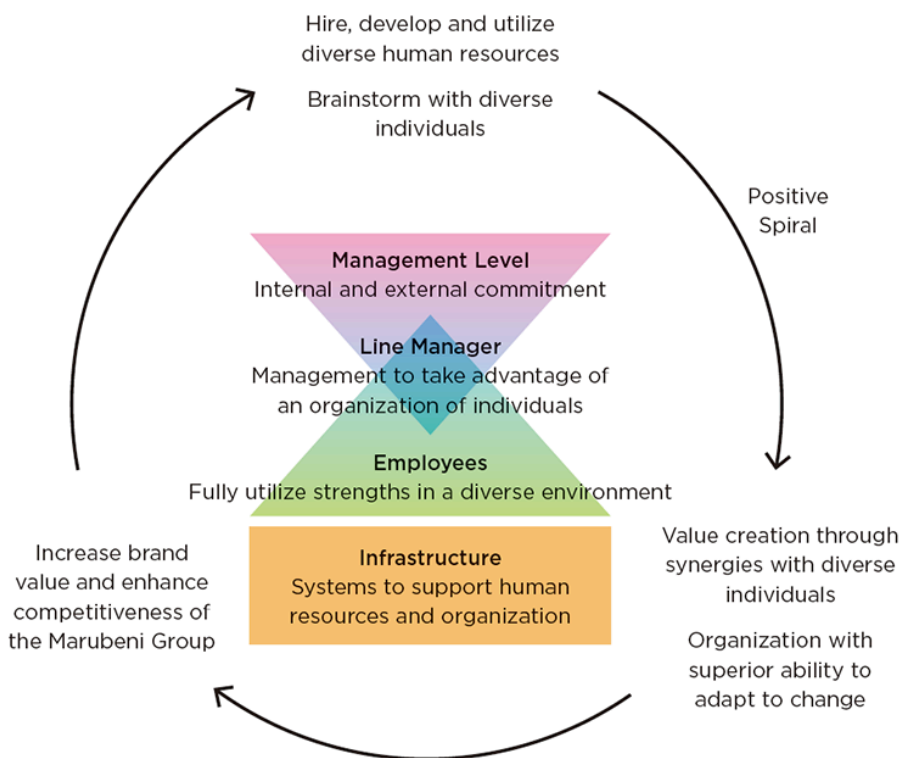 Hire, develop and utilize
diverse human resources
Brainstorm with diverse
individuals
Positive
Spiral
Management Level
Internal and external commitment
Line Manager
Management to take advantage of
an organization of individuals
Employees
Fully utilize strengths in a diverse environment
Infrastructure
Systems to support human
resources and organization
Value creation through
synergies with diverse
individuals
Organization with
superior ability to
adapt to change
Increase brand
value and enhance
competitiveness of
the Marubeni Group